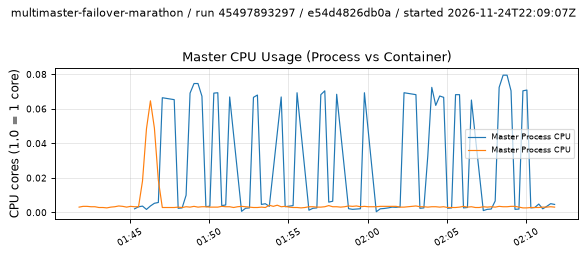 multimaster-failover-marathon / run 45497893297 / e54d4826db0a / started 2026-11-24T22:09:07Z
Master CPU Usage (Process vs Container)
CPU cores (1.0 = 1 core)
0.08
0.06
0.04
0.02
0.00
Master Process CPU
Master Process CPU
01:45
01:50
01:55
02:00
02:05
02:10